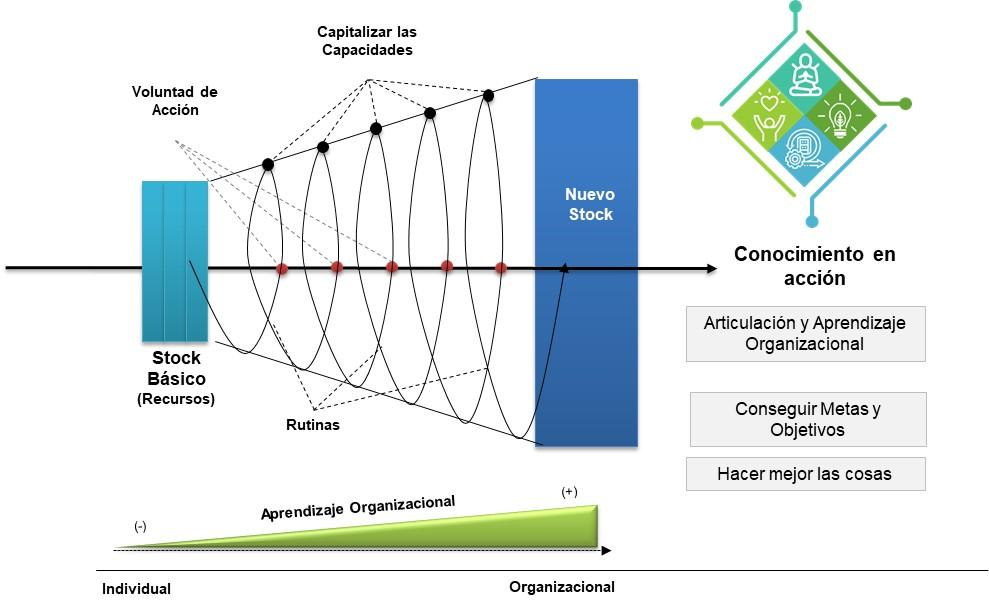 Capitalizar las
Capacidades
Voluntad de
Acción
Nuevo
Stock
Conocimiento en
acción
Articulación y Aprendizaje
Organizacional
Stock
Básico
(Recursos)
Conseguir Metas y
Objetivos
Rutinas
Hacer mejor las cosas
(+)
Aprendizaje Organizacional
(-)
Individual
Organizacional